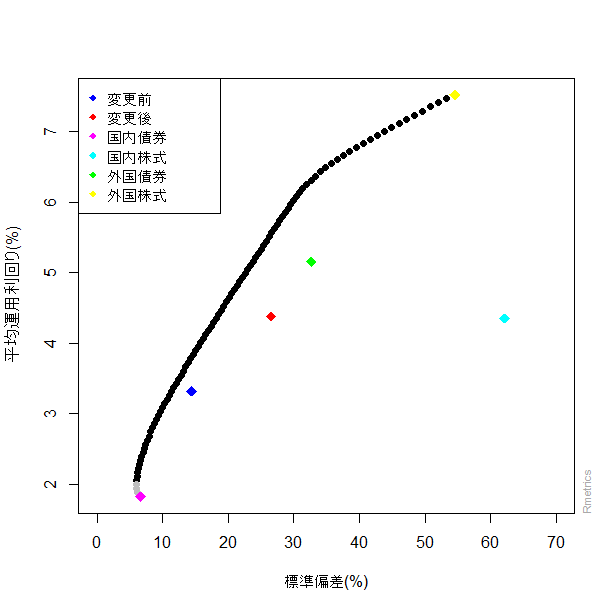 変更前
変更後
国内債券
国内株式
外国債券
外国株式
平均運用利回り(%)
7
6
5
4
3
2
0 10 20 30 40 50 60 70
標準偏差(%)
Rmetrics